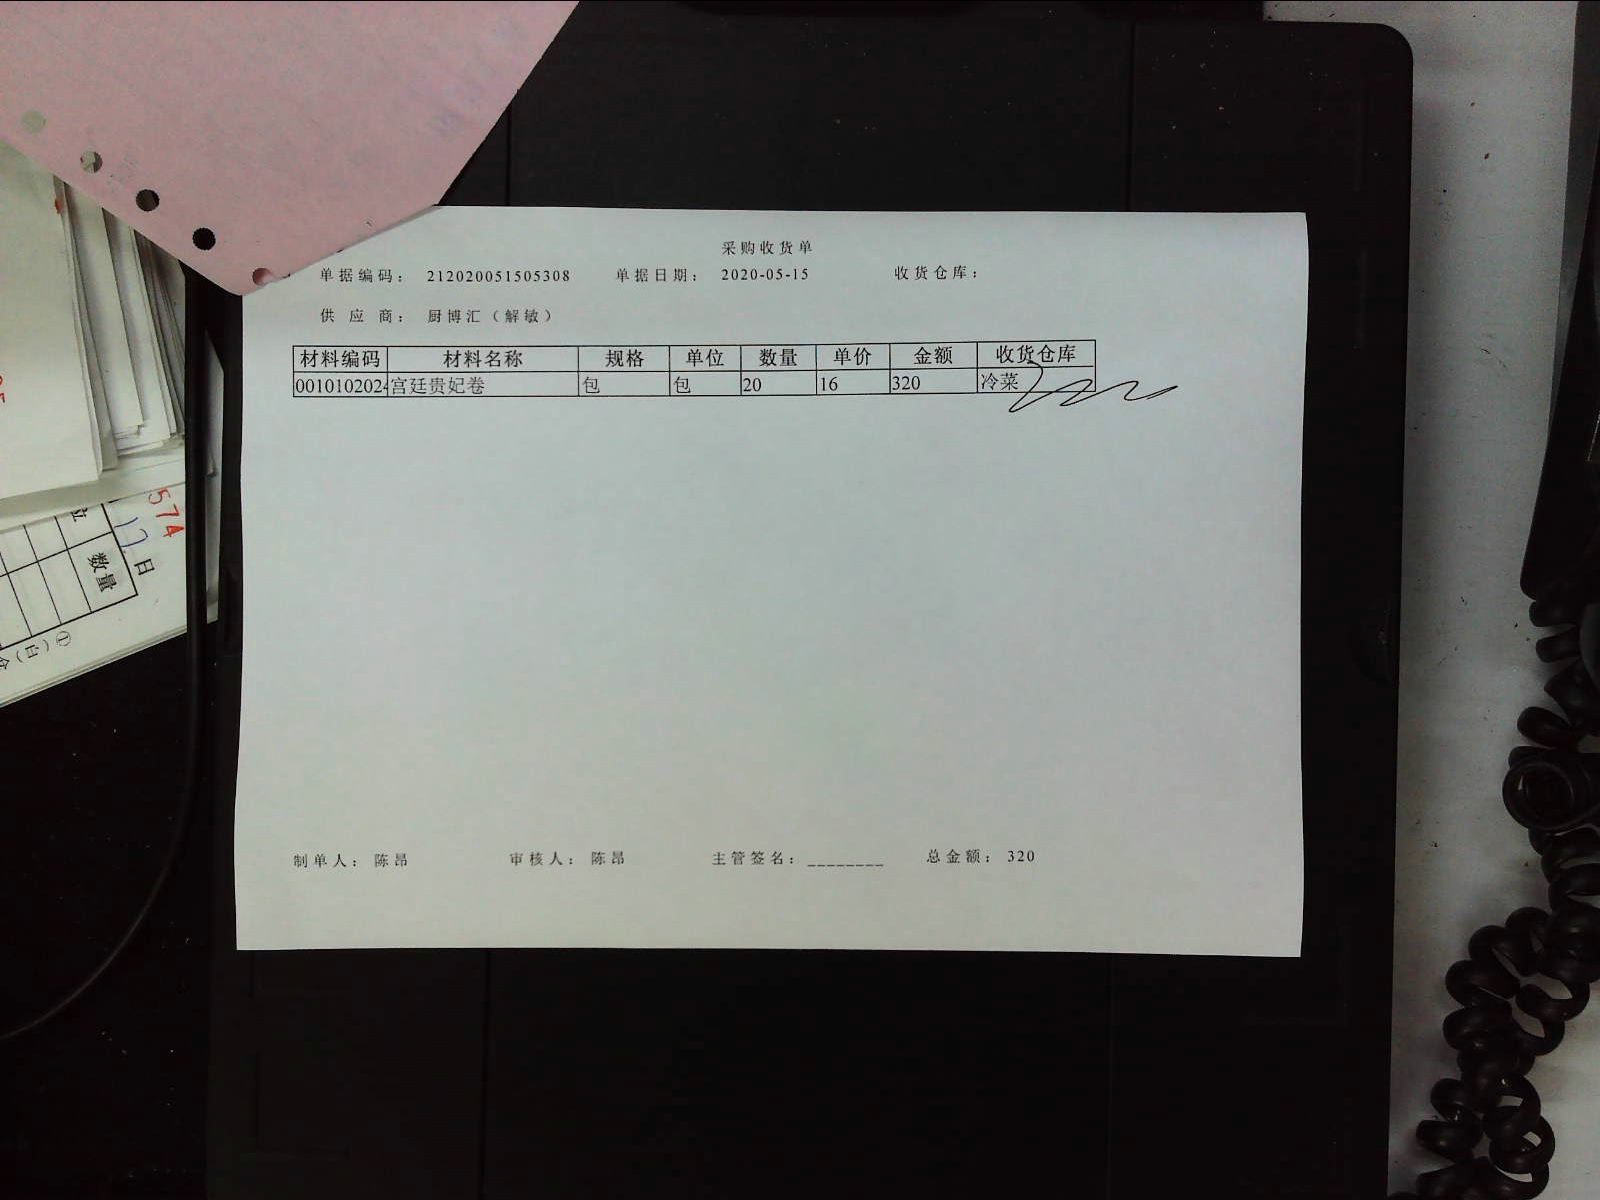 采购收货单
单据编码: 212020051505308 单据日期: 2020-05-15 收货仓库:
供 应 商: 厨博汇(解敏)
材料编码 材料名称 规格 单位 数量 单价 金额 收货仓库
0010102024 宫廷贵妃卷 包 包 20 16 320 冷菜
制单人: 陈昂 审核人: 陈昂 主管签名: ________ 总金额: 320
574
17 日
数量
①(白)